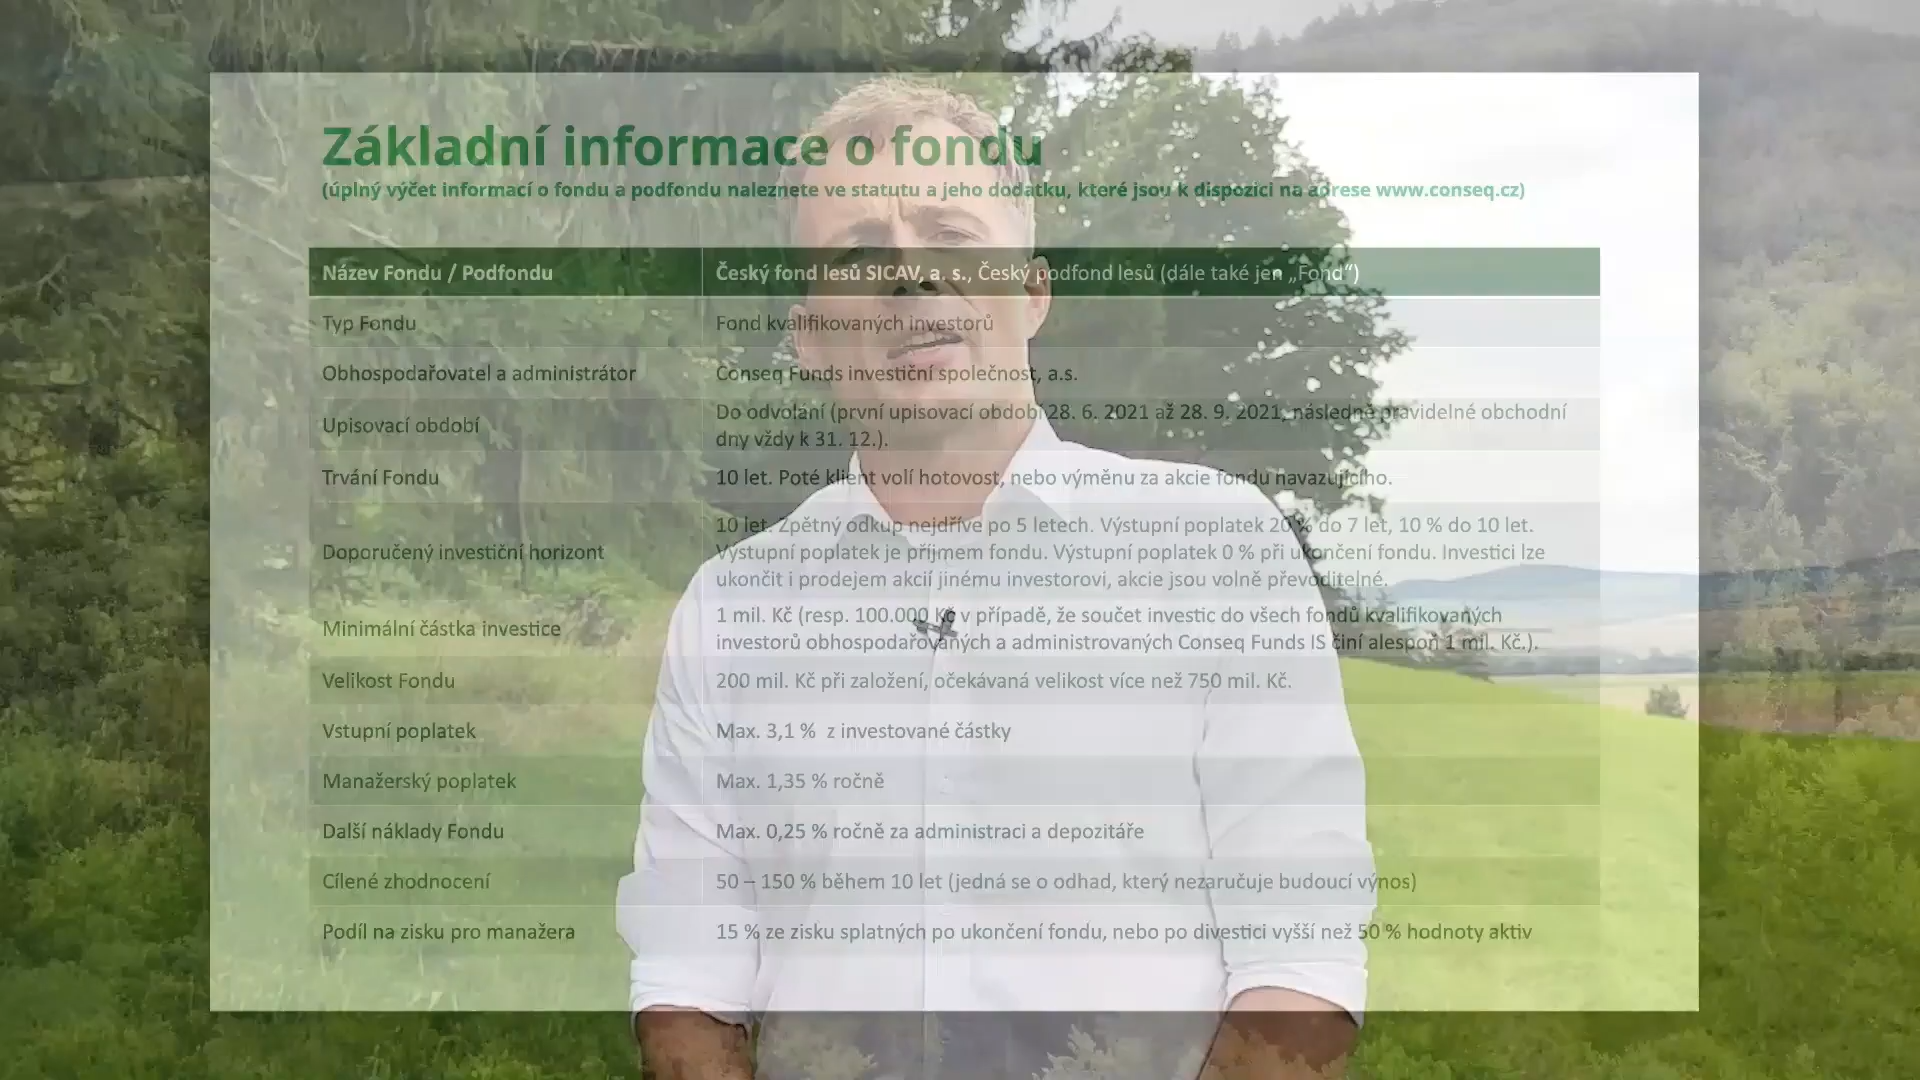 Základní informace o fondu
(úplný výčet informací o fondu a podfondu naleznete ve statutu a jeho dodatku, které jsou k dispozici na adrese www.conseq.cz)
Název Fondu / Podfondu
Český fond lesů SICAV, a. s., Český podfond lesů (dále také jen „Fond“)
Typ Fondu
Fond kvalifikovaných investorů
Obhospodařovatel a administrátor
Conseq Funds investiční společnost, a.s.
Upisovací období
Do odvolání (první upisovací období 28. 6. 2021 až 28. 9. 2021, následně pravidelné obchodní
dny vždy k 31. 12.).
Trvání Fondu
10 let. Poté klient volí hotovost, nebo výměnu za akcie fondu navazujícího.
Doporučený investiční horizont
10 let. Zpětný odkup nejdříve po 5 letech. Výstupní poplatek 20 % do 7 let, 10 % do 10 let.
Výstupní poplatek je příjmem fondu. Výstupní poplatek 0 % při ukončení fondu. Investici lze
ukončit i prodejem akcií jinému investorovi, akcie jsou volně převoditelné.
Minimální částka investice
1 mil. Kč (resp. 100.000 Kč v případě, že součet investic do všech fondů kvalifikovaných
investorů obhospodařovaných a administrovaných Conseq Funds IS činí alespoň 1 mil. Kč.).
Velikost Fondu
200 mil. Kč při založení, očekávaná velikost více než 750 mil. Kč.
Vstupní poplatek
Max. 3,1 % z investované částky
Manažerský poplatek
Max. 1,35 % ročně
Další náklady Fondu
Max. 0,25 % ročně za administraci a depozitáře
Cílené zhodnocení
50 – 150 % během 10 let (jedná se o odhad, který nezaručuje budoucí výnos)
Podíl na zisku pro manažera
15 % ze zisku splatných po ukončení fondu, nebo po divestici vyšší než 50 % hodnoty aktiv